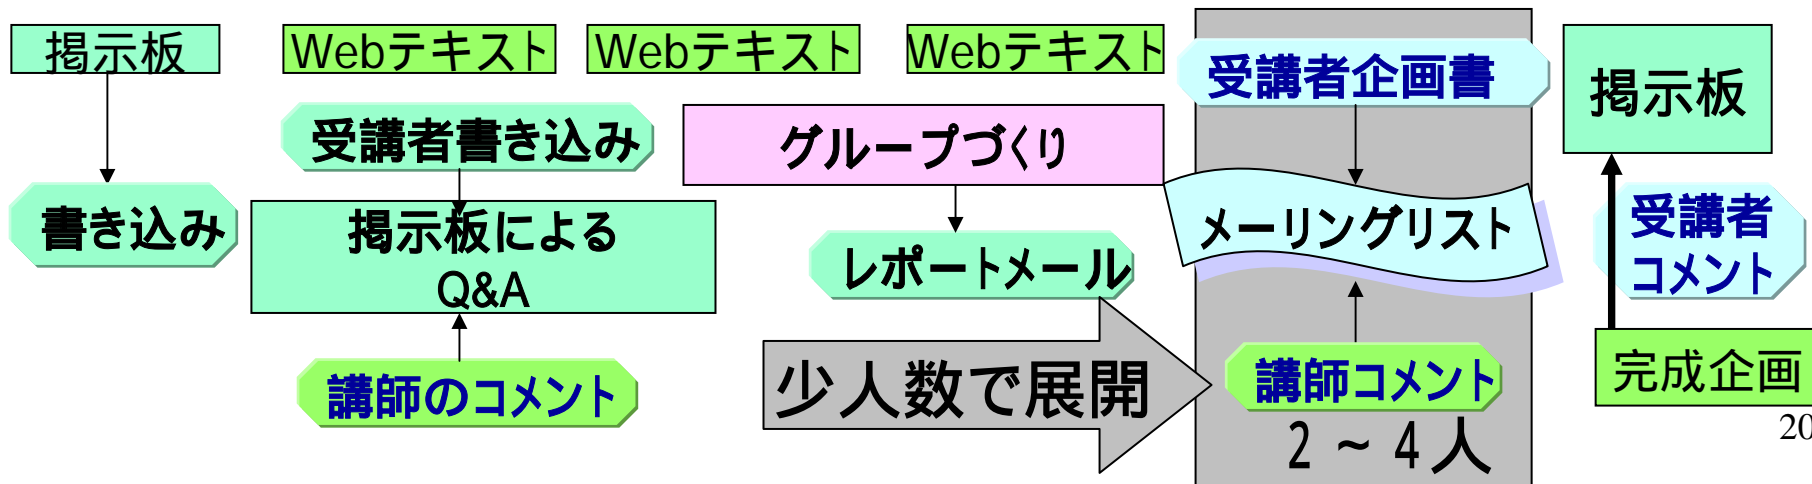 掲示板
書き込み
Webテキスト
Webテキスト
Webテキスト
受講者書き込み
掲示板による
Q&A
講師のコメント
グループづくり
レポートメール
少人数で展開
受講者企画書
メーリングリスト
講師コメント
2 ~ 4人
掲示板
受講者
コメント
完成企画
20